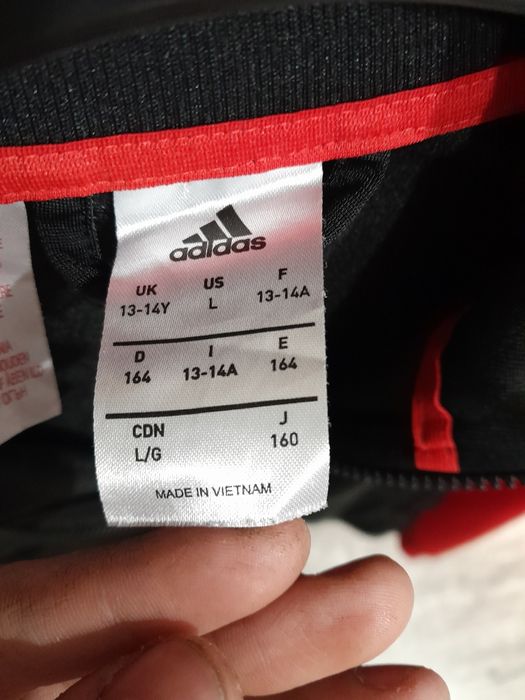 adidas
UK US F
13-14Y L 13-14A
D I E
164 13-14A 164
CDN J
L/G 160
MADE IN VIETNAM